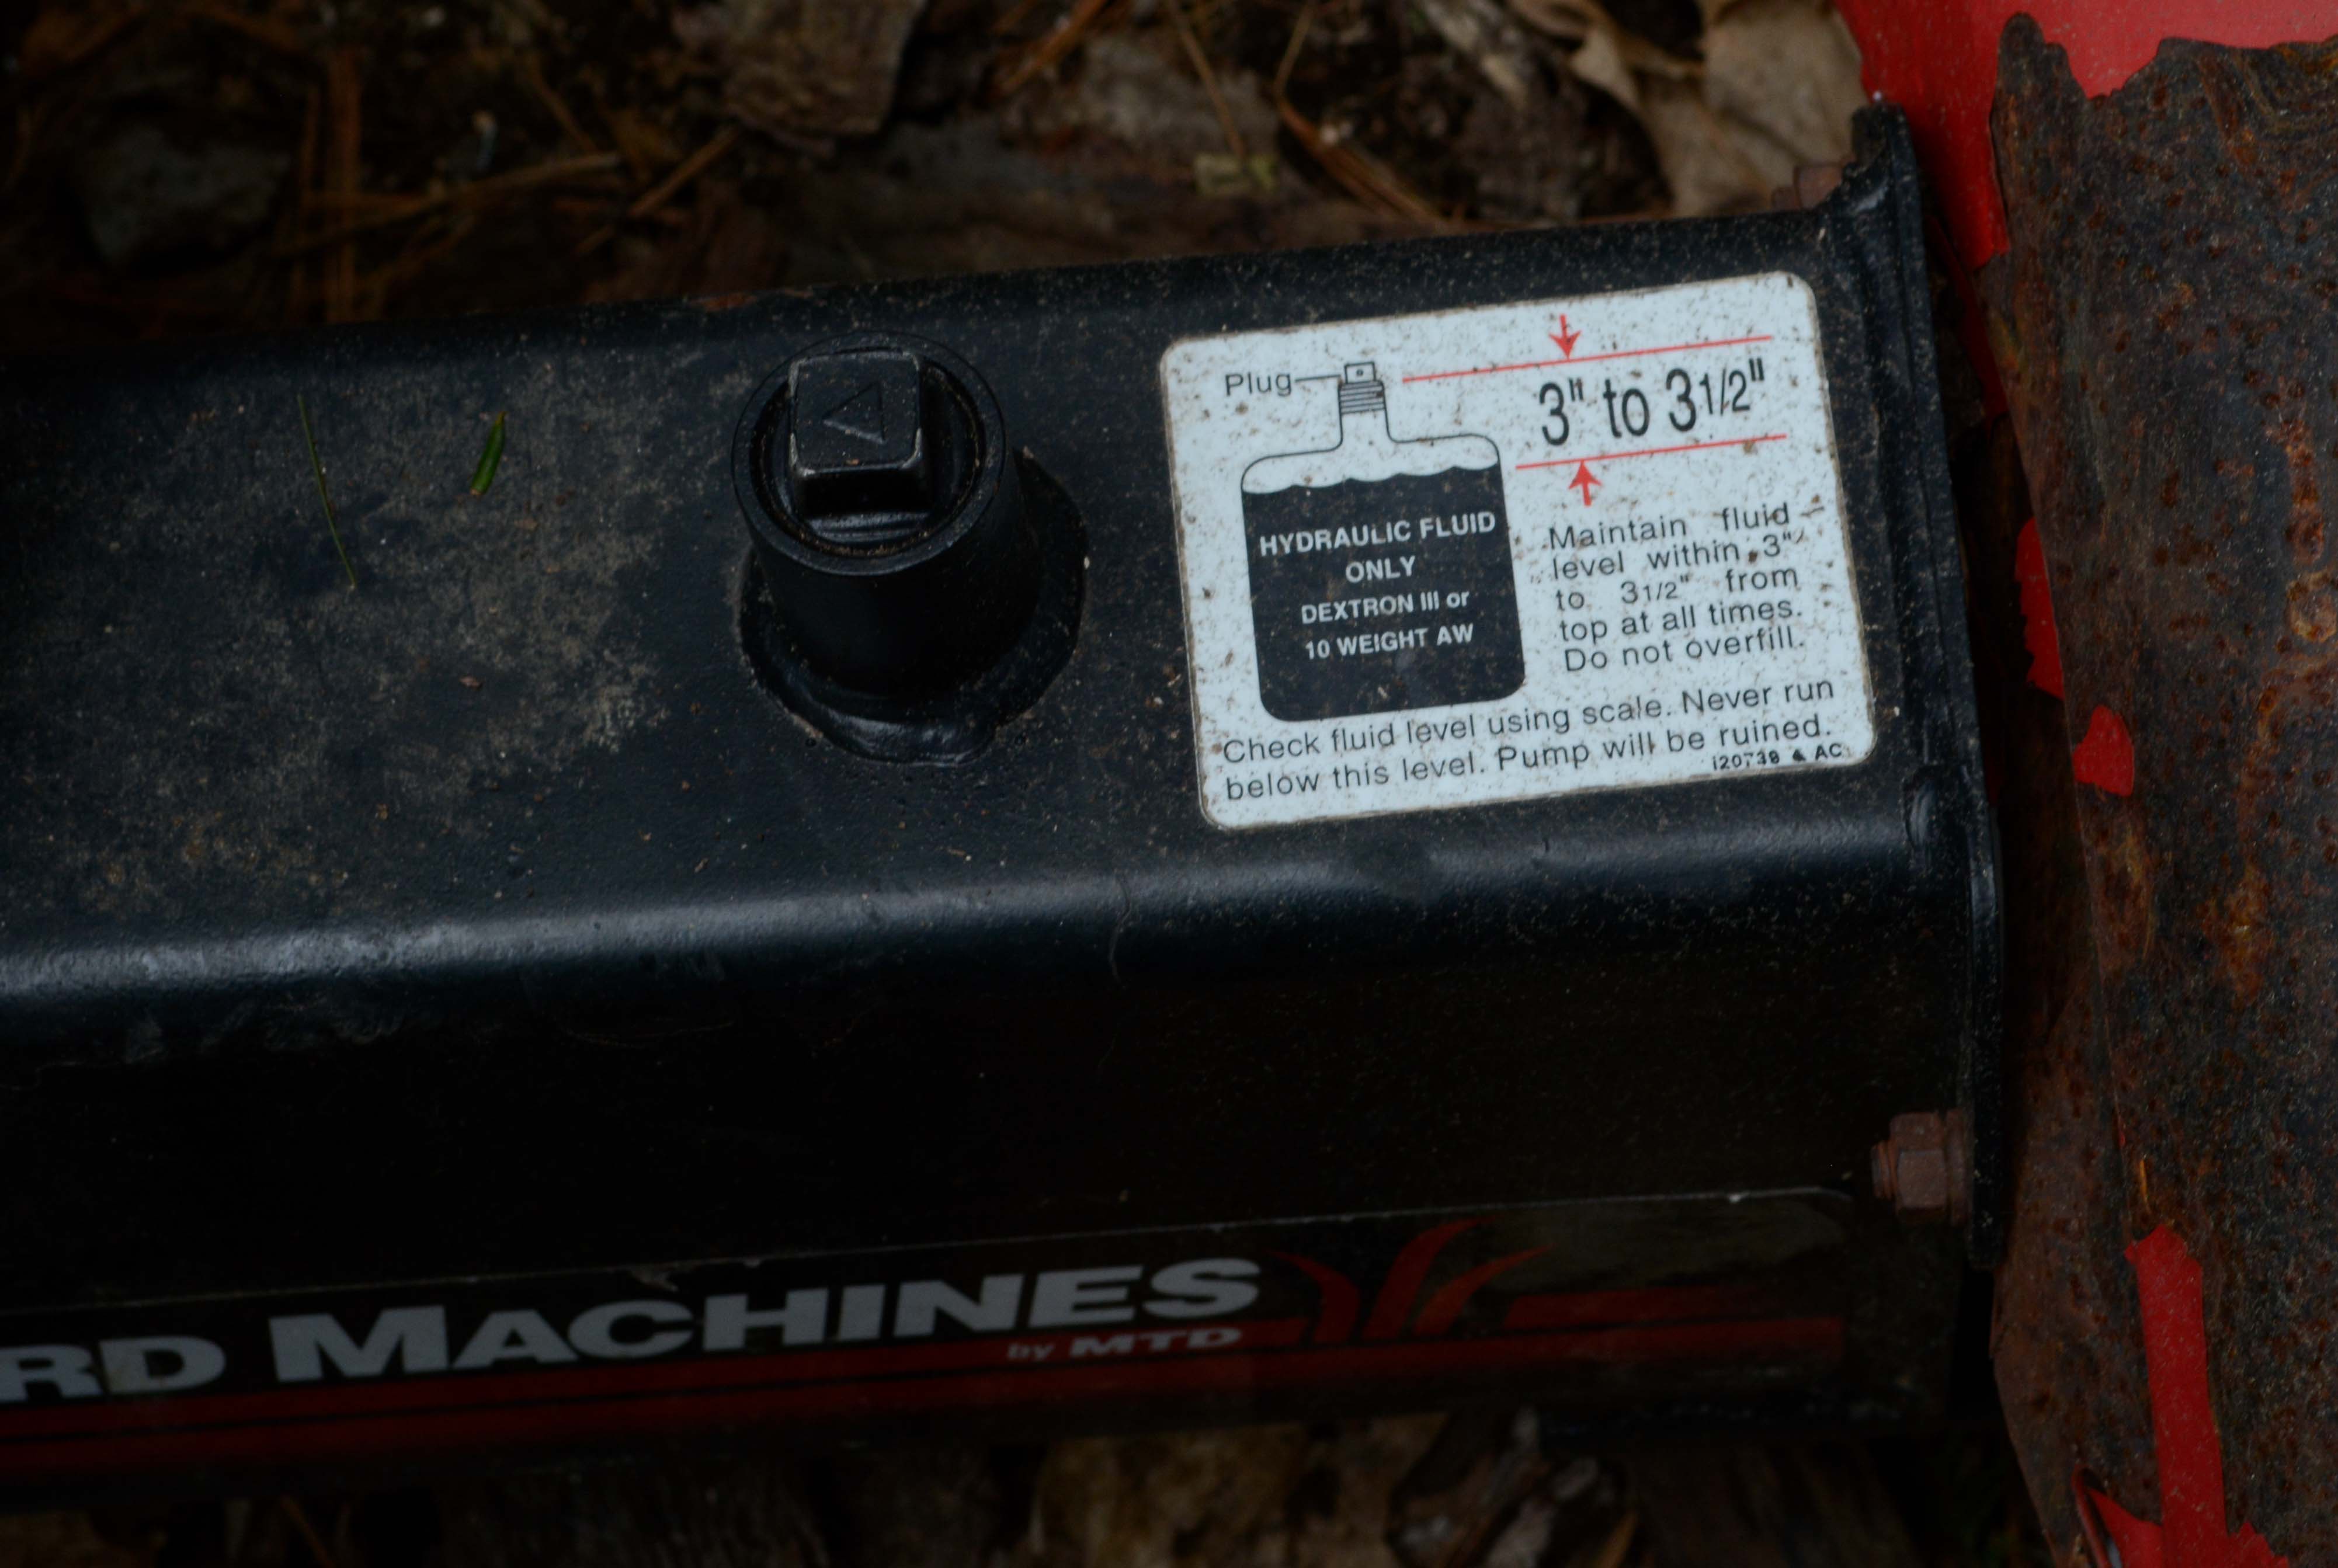 Plug
3" to 3 1/2"
HYDRAULIC FLUID
ONLY
DEXTRON III or
10 WEIGHT AW
Maintain fluid
level within 3"
to 3 1/2" from
top at all times.
Do not overfill.
Check fluid level using scale. Never run
below this level. Pump will be ruined.
120738 & AC
RD MACHINES
by MTD